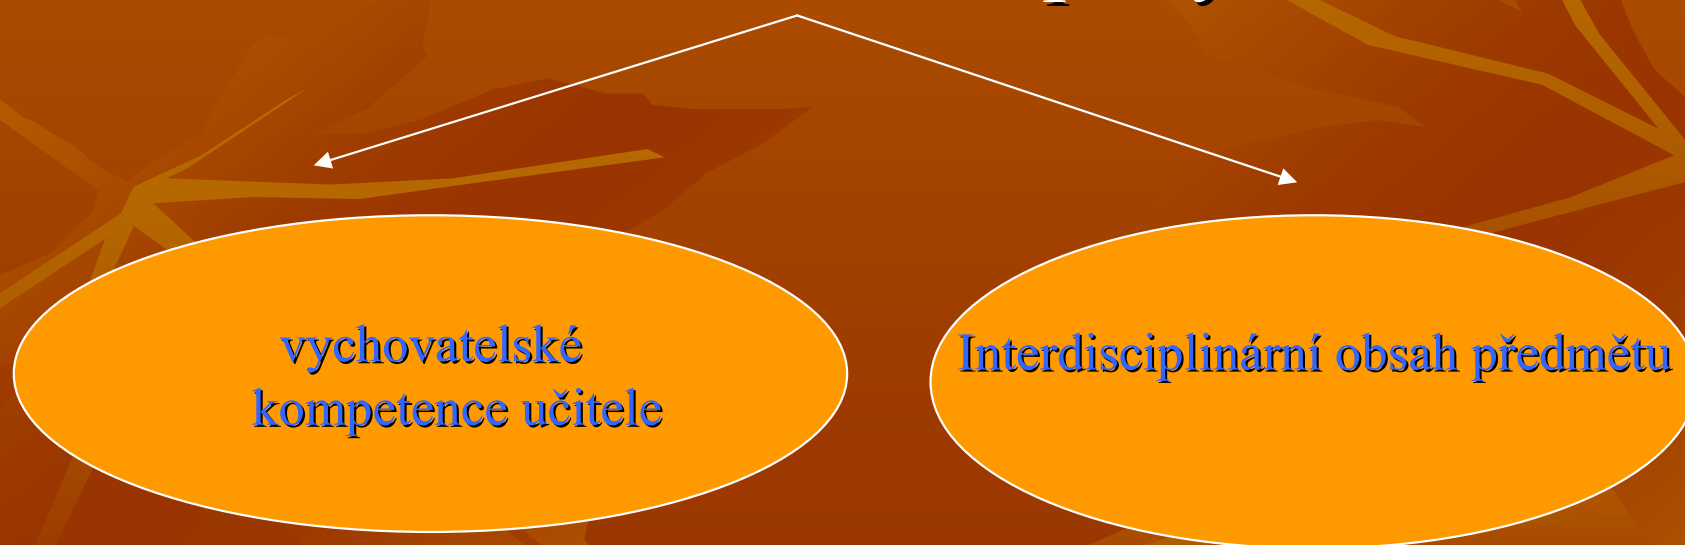 vychovatelské
kompetence učitele
Interdisciplinární obsah předmětu